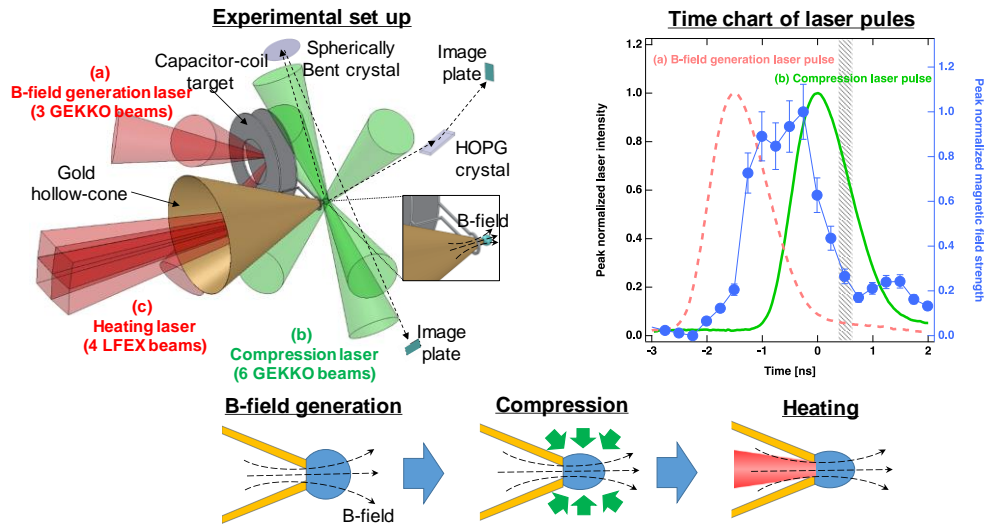 Experimental set up
Spherically
Bent crystal
Image
plate
Capacitor-coil
target
(a)
B-field generation laser
(3 GEKKO beams)
HOPG
crystal
Gold
hollow-cone
B-field
(c)
Heating laser
(4 LFEX beams)
(b)
Compression laser
(6 GEKKO beams)
Image
plate
Time chart of laser pules
(a) B-field generation laser
pulse
(b) Compression laser pulse
Peak normalized laser intensity
1.2
1.0
0.8
0.6
0.4
0.2
0.0
-3
-2
-1
0
1
2
Time [ns]
1.2
1.0
0.8
0.6
0.4
0.2
0.0
Peak normalized magnetic field
strength
B-field generation
Compression
Heating
B-field